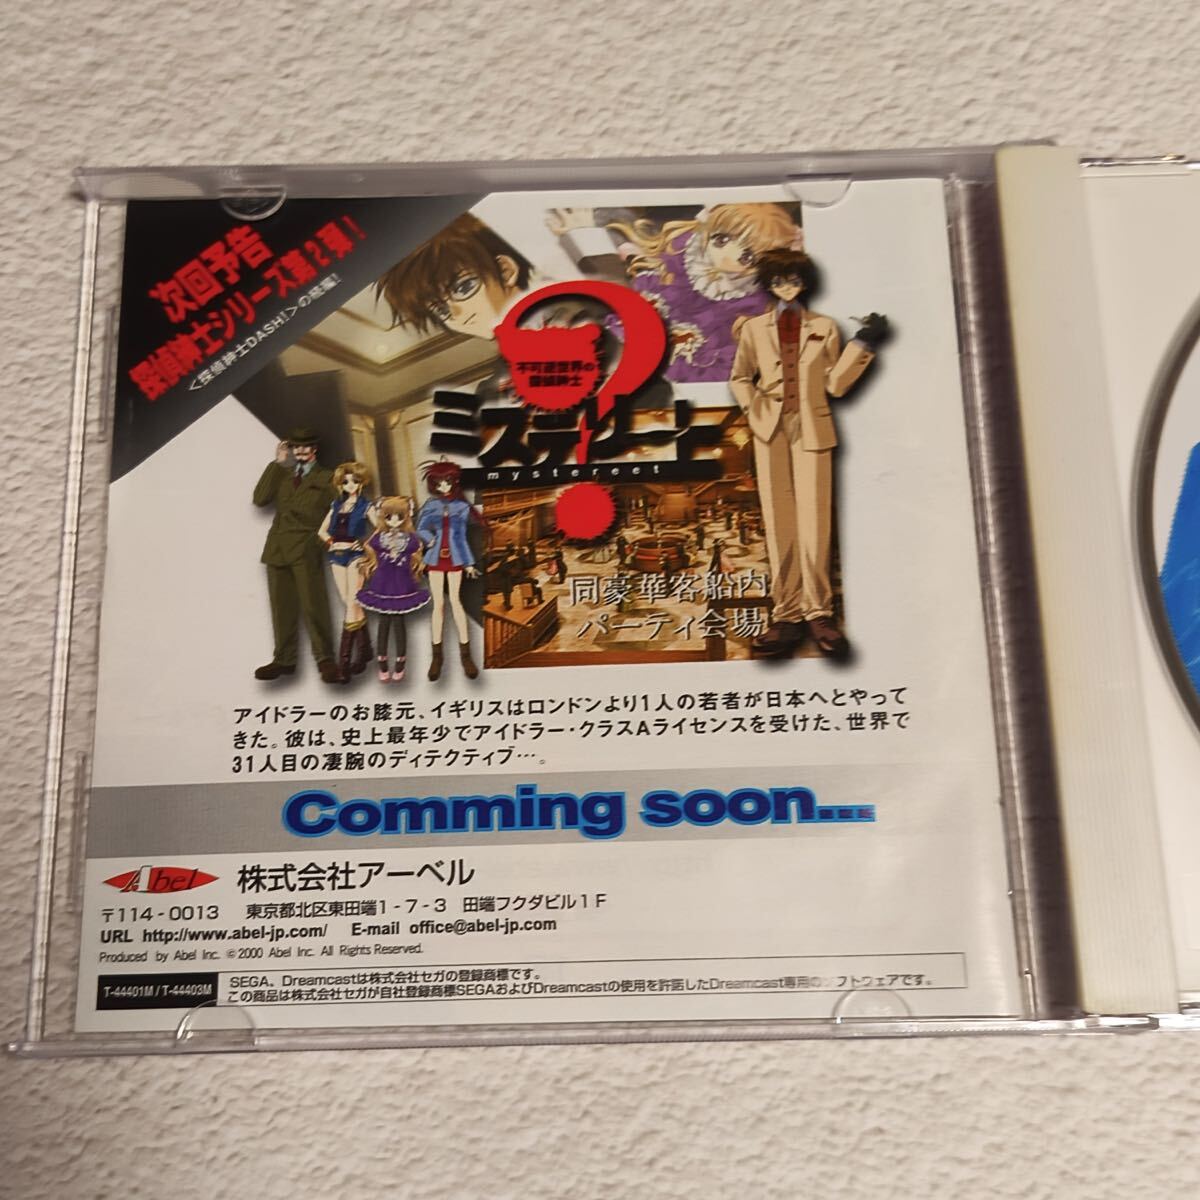 次回予告
探偵紳士シリーズ第2弾！
＜探偵紳士DASH！＞の続編！
不可逆世界の
探偵紳士
ミステリート
mystereet
同豪華客船内
パーティ会場
アイドラーのお膝元、イギリスはロンドンより1人の若者が日本へとやって
きた。彼は、史上最年少でアイドラー・クラスAライセンスを受けた、世界で
31人目の凄腕のディテクティブ…。
Comming soon...
Abel 株式会社アーベル
〒114-0013 東京都北区東田端1-7-3 田端フクダビル1F
URL http://www.abel-jp.com/ E-mail office@abel-jp.com
Produced by Abel Inc. ©2000 Abel Inc. All Rights Reserved.
T-44401M / T-44403M
SEGA、Dreamcastは株式会社セガの登録商標です。
この商品は株式会社セガが自社登録商標SEGAおよびDreamcastの使用を許諾したDreamcast専用のソフトウェアです。